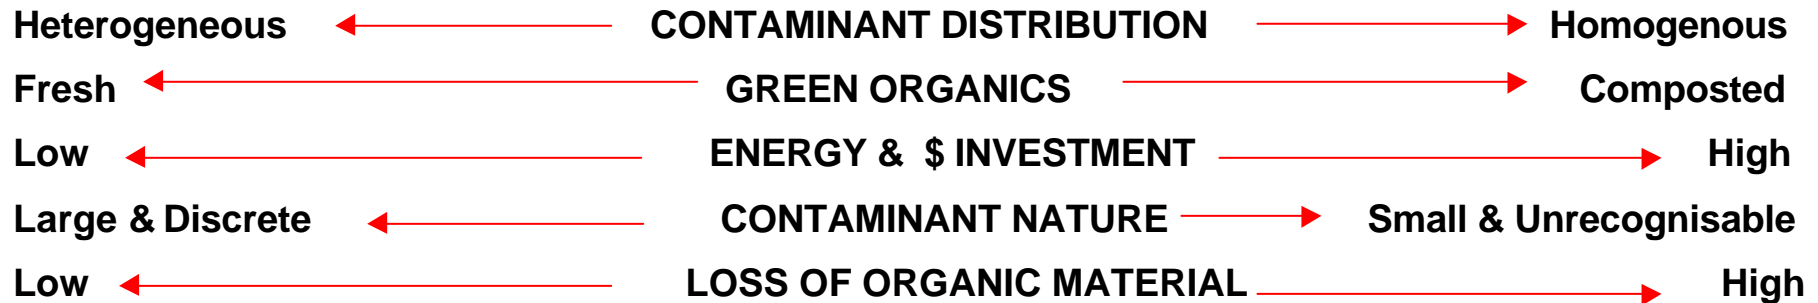 Heterogeneous CONTAMINANT DISTRIBUTION Homogenous
Fresh GREEN ORGANICS Composted
Low ENERGY & $ INVESTMENT High
Large & Discrete CONTAMINANT NATURE Small & Unrecognisable
Low LOSS OF ORGANIC MATERIAL High